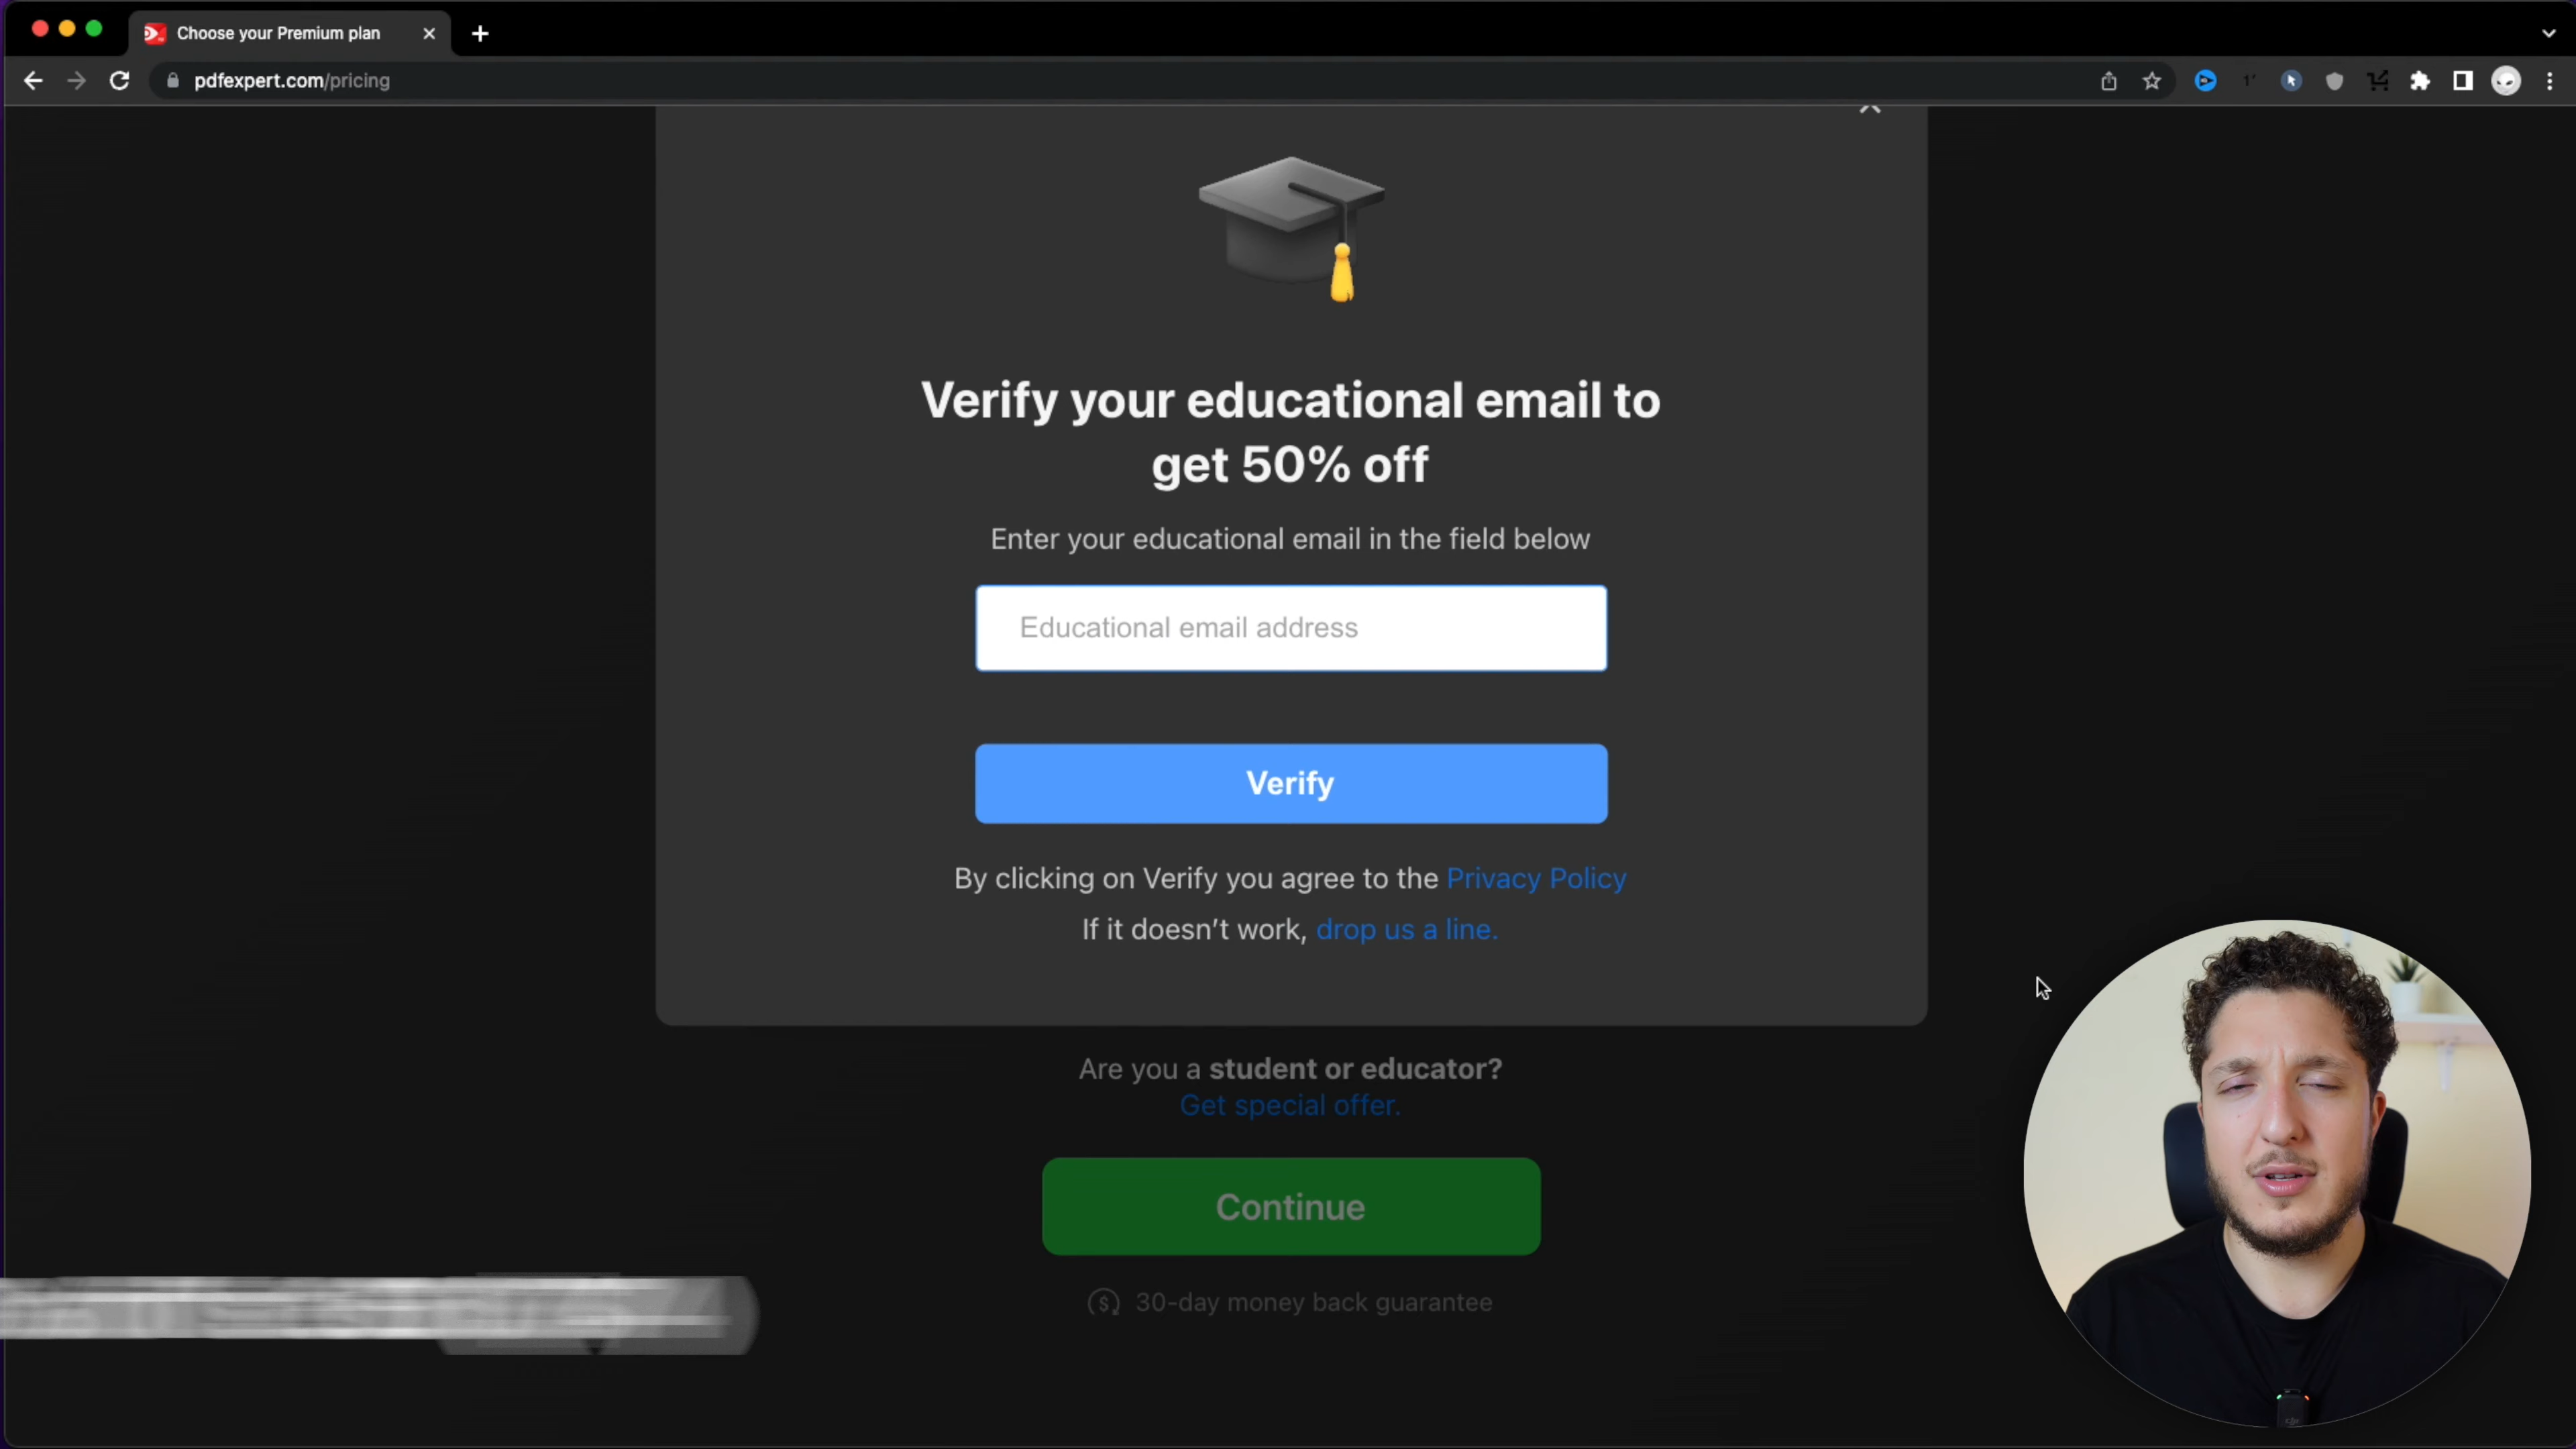 Choose your Premium plan
pdfexpert.com/pricing
Verify your educational email to
get 50% off
Enter your educational email in the field below
Educational email address
Verify
By clicking on Verify you agree to the Privacy Policy
If it doesn't work, drop us a line.
Are you a student or educator?
Get special offer.
Continue
30-day money back guarantee